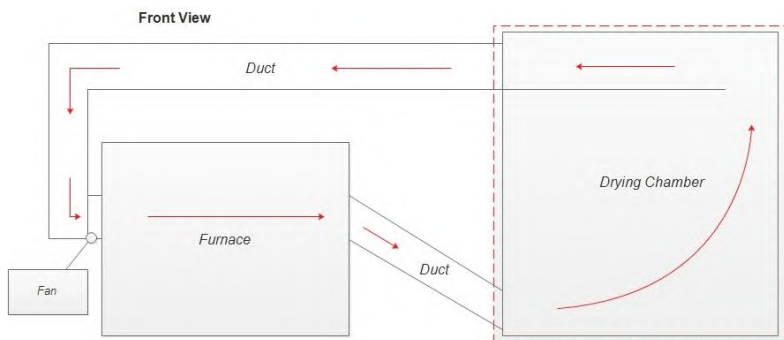 Front View
Duct
Drying Chamber
Furnace
Duct
Fan